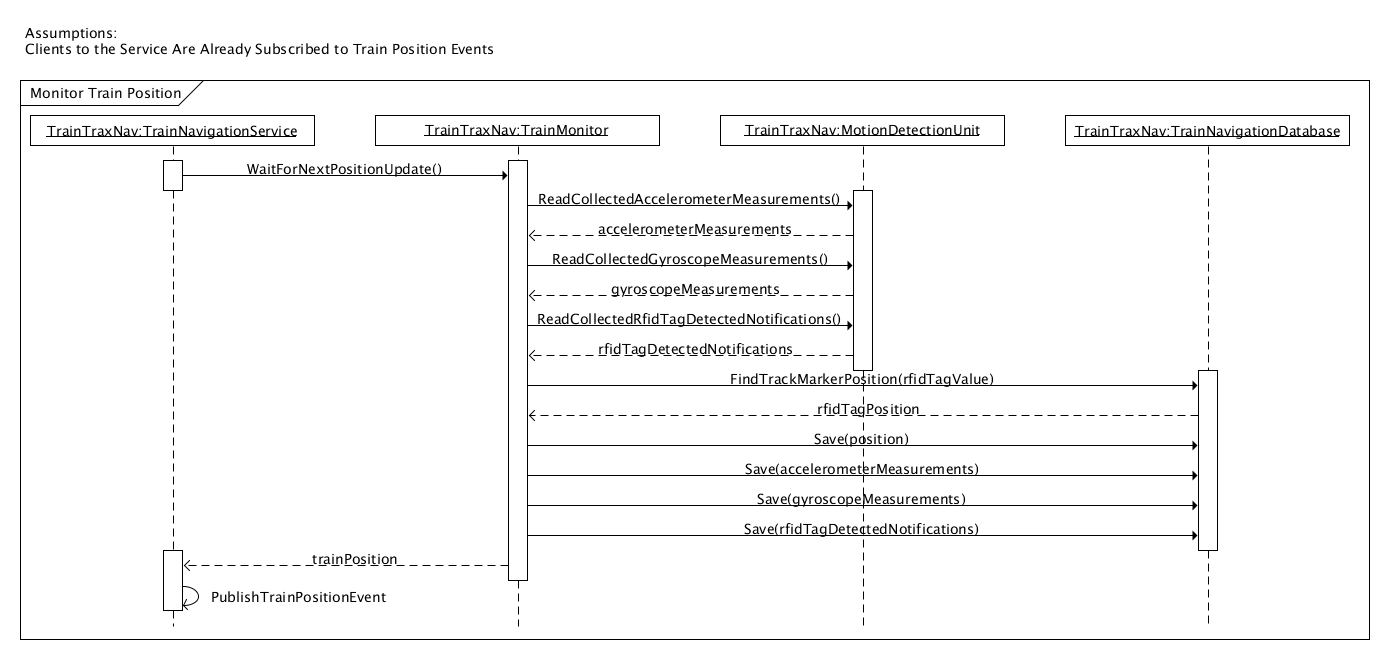 Assumptions:
Clients to the Service Are Already Subscribed to Train Position Events
Monitor Train Position
TrainTraxNav:TrainNavigationService
TrainTraxNav:TrainMonitor
TrainTraxNav:MotionDetectionUnit
TrainTraxNav:TrainNavigationDatabase
WaitForNextPositionUpdate()
ReadCollectedAccelerometerMeasurements()
accelerometerMeasurements
ReadCollectedGyroscopeMeasurements()
gyroscopeMeasurements
ReadCollectedRfidTagDetectedNotifications()
rfidTagDetectedNotifications
FindTrackMarkerPosition(rfidTagValue)
rfidTagPosition
Save(position)
Save(accelerometerMeasurements)
Save(gyroscopeMeasurements)
Save(rfidTagDetectedNotifications)
trainPosition
PublishTrainPositionEvent